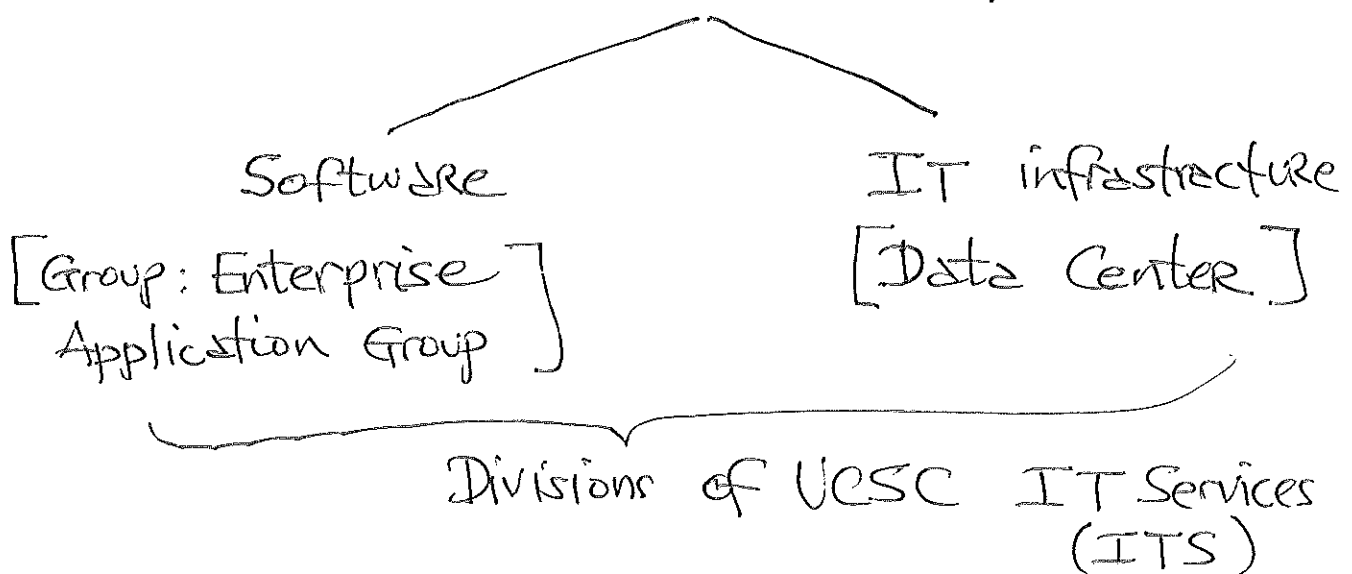 Software
IT infrastructure
[Group: Enterprise
Application Group]
[Data Center]
Divisions of UCSC IT Services
(ITS)